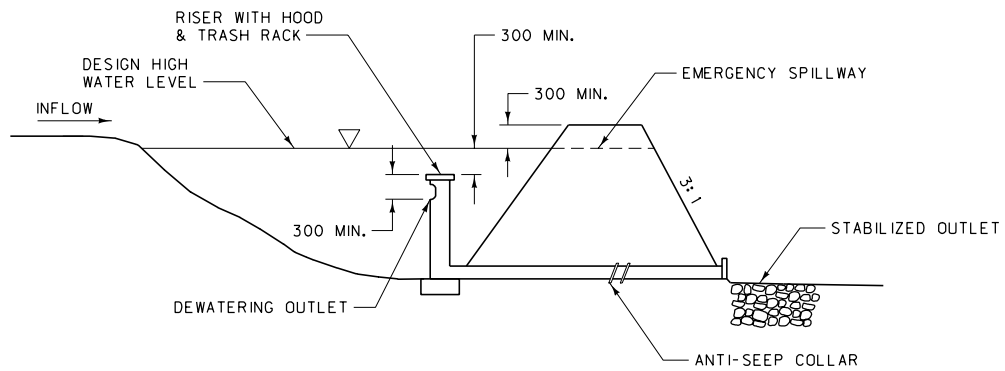 RISER WITH HOOD
& TRASH RACK
300 MIN.
DESIGN HIGH
WATER LEVEL
EMERGENCY SPILLWAY
300 MIN.
INFLOW
3:1
300 MIN.
STABILIZED OUTLET
DEWATERING OUTLET
ANTI-SEEP COLLAR